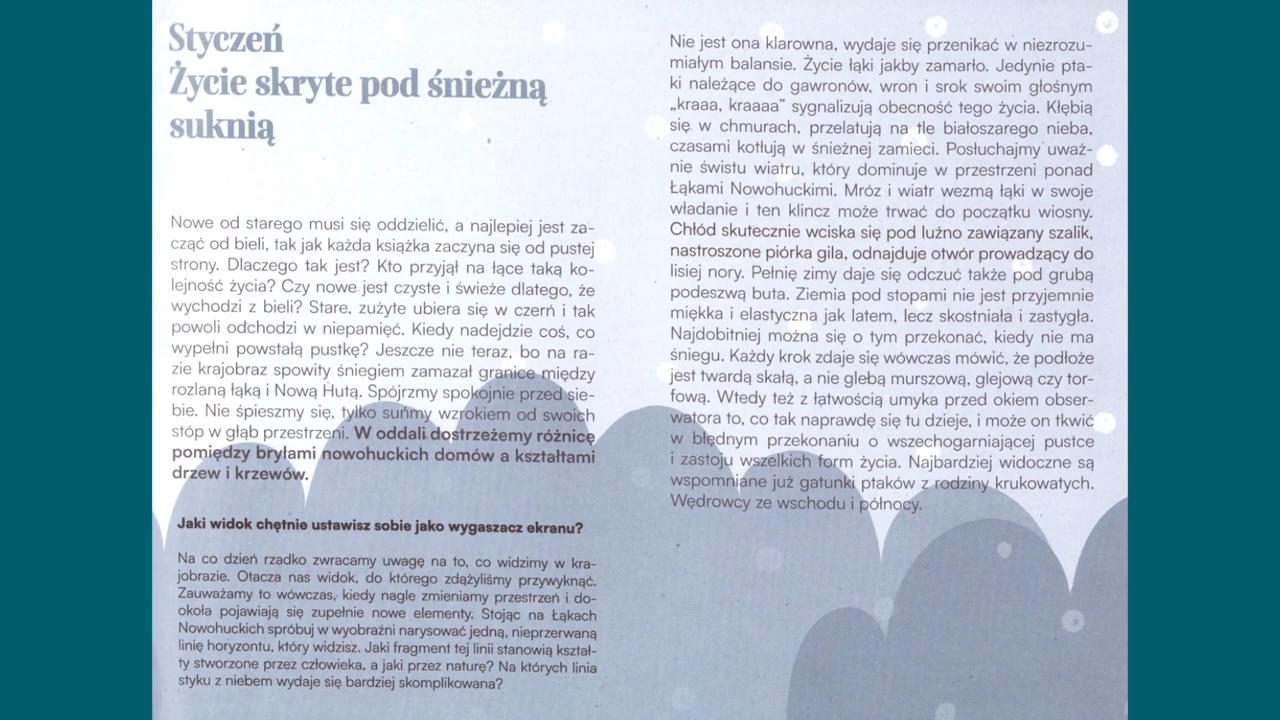 Styczeń
Życie skryte pod śnieżną
suknią
Nowe od starego musi się oddzielić, a najlepiej jest za-
cząć od bieli, tak jak każda książka zaczyna się od pustej
strony. Dlaczego tak jest? Kto przyjął na łące taką ko-
lejność życia? Czy nowe jest czyste i świeże dlatego, że
wychodzi z bieli? Stare, zużyte ubiera się w czerń i tak
powoli odchodzi w niepamięć. Kiedy nadejdzie coś, co
wypełni powstałą pustkę? Jeszcze nie teraz, bo na ra-
zie krajobraz spowity śniegiem zamazał granice między
rozlaną łąką i Nową Hutą. Spójrzmy spokojnie przed sie-
bie. Nie śpieszmy się, tylko suńmy wzrokiem od swoich
stóp w głąb przestrzeni. W oddali dostrzeżemy różnicę
pomiędzy bryłami nowohuckich domów a kształtami
drzew i krzewów.
Jaki widok chętnie ustawisz sobie jako wygaszacz ekranu?
Na co dzień rzadko zwracamy uwagę na to, co widzimy w kra-
jobrazie. Otacza nas widok, do którego zdążyliśmy przywyknąć.
Zauważamy to wówczas, kiedy nagle zmieniamy przestrzeń i do-
okoła pojawiają się zupełnie nowe elementy. Stojąc na Łąkach
Nowohuckich spróbuj w wyobraźni narysować jedną, nieprzerwaną
linię horyzontu, który widzisz. Jaki fragment tej linii stanowią kształ-
ty stworzone przez człowieka, a jaki przez naturę? Na których linia
styku z niebem wydaje się bardziej skomplikowana?
Nie jest ona klarowna, wydaje się przenikać w niezrozu-
miałym balansie. Życie łąki jakby zamarło. Jedynie pta-
ki należące do gawronów, wron i srok swoim głośnym
„kraaa, kraaaa” sygnalizują obecność tego życia. Kłębią
się w chmurach, przelatują na tle białoszarego nieba,
czasami kotłują w śnieżnej zamieci. Posłuchajmy uważ-
nie świstu wiatru, który dominuje w przestrzeni ponad
Łąkami Nowohuckimi. Mróz i wiatr wezmą łąki w swoje
władanie i ten klincz może trwać do początku wiosny.
Chłód skutecznie wciska się pod luźno zawiązany szalik,
nastroszone piórka gila, odnajduje otwór prowadzący do
lisiej nory. Pełnię zimy daje się odczuć także pod grubą
podeszwą buta. Ziemia pod stopami nie jest przyjemnie
miękka i elastyczna jak latem, lecz skostniała i zastygła.
Najdobitniej można się o tym przekonać, kiedy nie ma
śniegu. Każdy krok zdaje się wówczas mówić, że podłoże
jest twardą skałą, a nie glebą murszową, glejową czy tor-
fową. Wtedy też z łatwością umyka przed okiem obser-
watora to, co tak naprawdę się tu dzieje, i może on tkwić
w błędnym przekonaniu o wszechogarniającej pustce
i zastoju wszelkich form życia. Najbardziej widoczne są
wspomniane już gatunki ptaków z rodziny krukowatych.
Wędrowcy ze wschodu i północy.